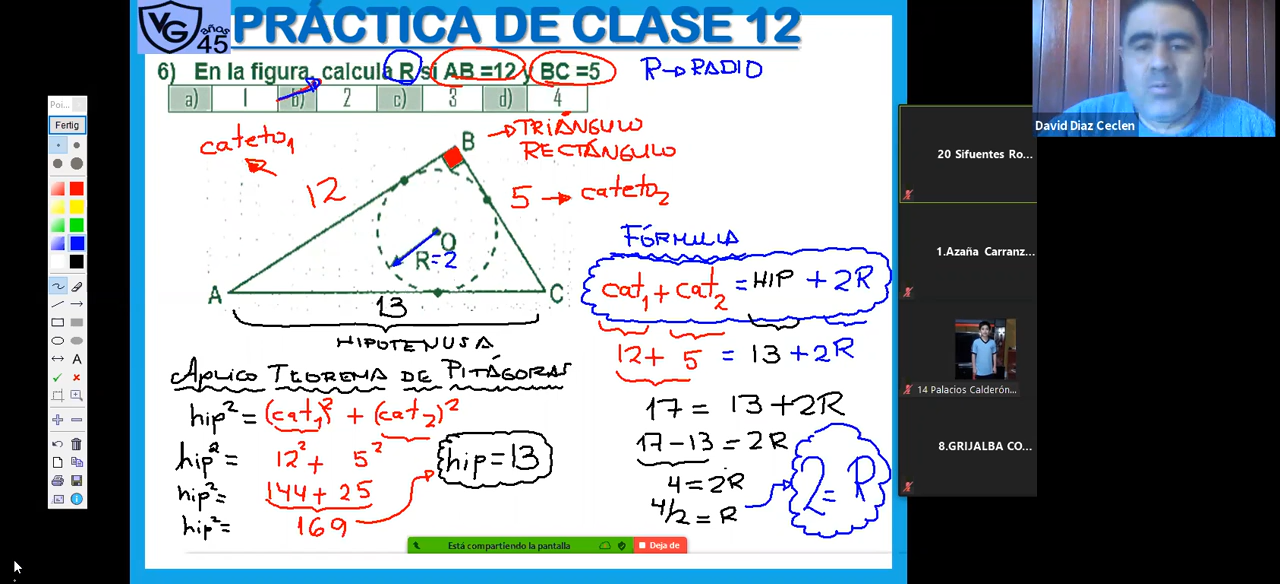 VG
años
45
PRÁCTICA DE CLASE 12
6) En la figura, calcula R si AB =12 y BC =5
R → RADIO
a) 1 b) 2 c) 3 d) 4
cateto1
→ TRIÁNGULO
RECTÁNGULO
B
12
5 → cateto2
O
R=2
A
C
13
HIPOTENUSA
FÓRMULA
cat1 + cat2 = HIP + 2R
12 + 5 = 13 + 2R
17 = 13 + 2R
17 - 13 = 2R
4 = 2R
4/2 = R
2 = R
APLICO TEOREMA DE PITÁGORAS
hip² = (cat1)² + (cat2)²
hip² = 12² + 5²
hip² = 144 + 25
hip² = 169
hip = 13
Poi...
Fertig
A
David Diaz Ceclen
20 Sifuentes Ro...
1.Azaña Carranz...
14 Palacios Calderón...
8.GRIJALBA CO...
Está compartiendo la pantalla
Deja de